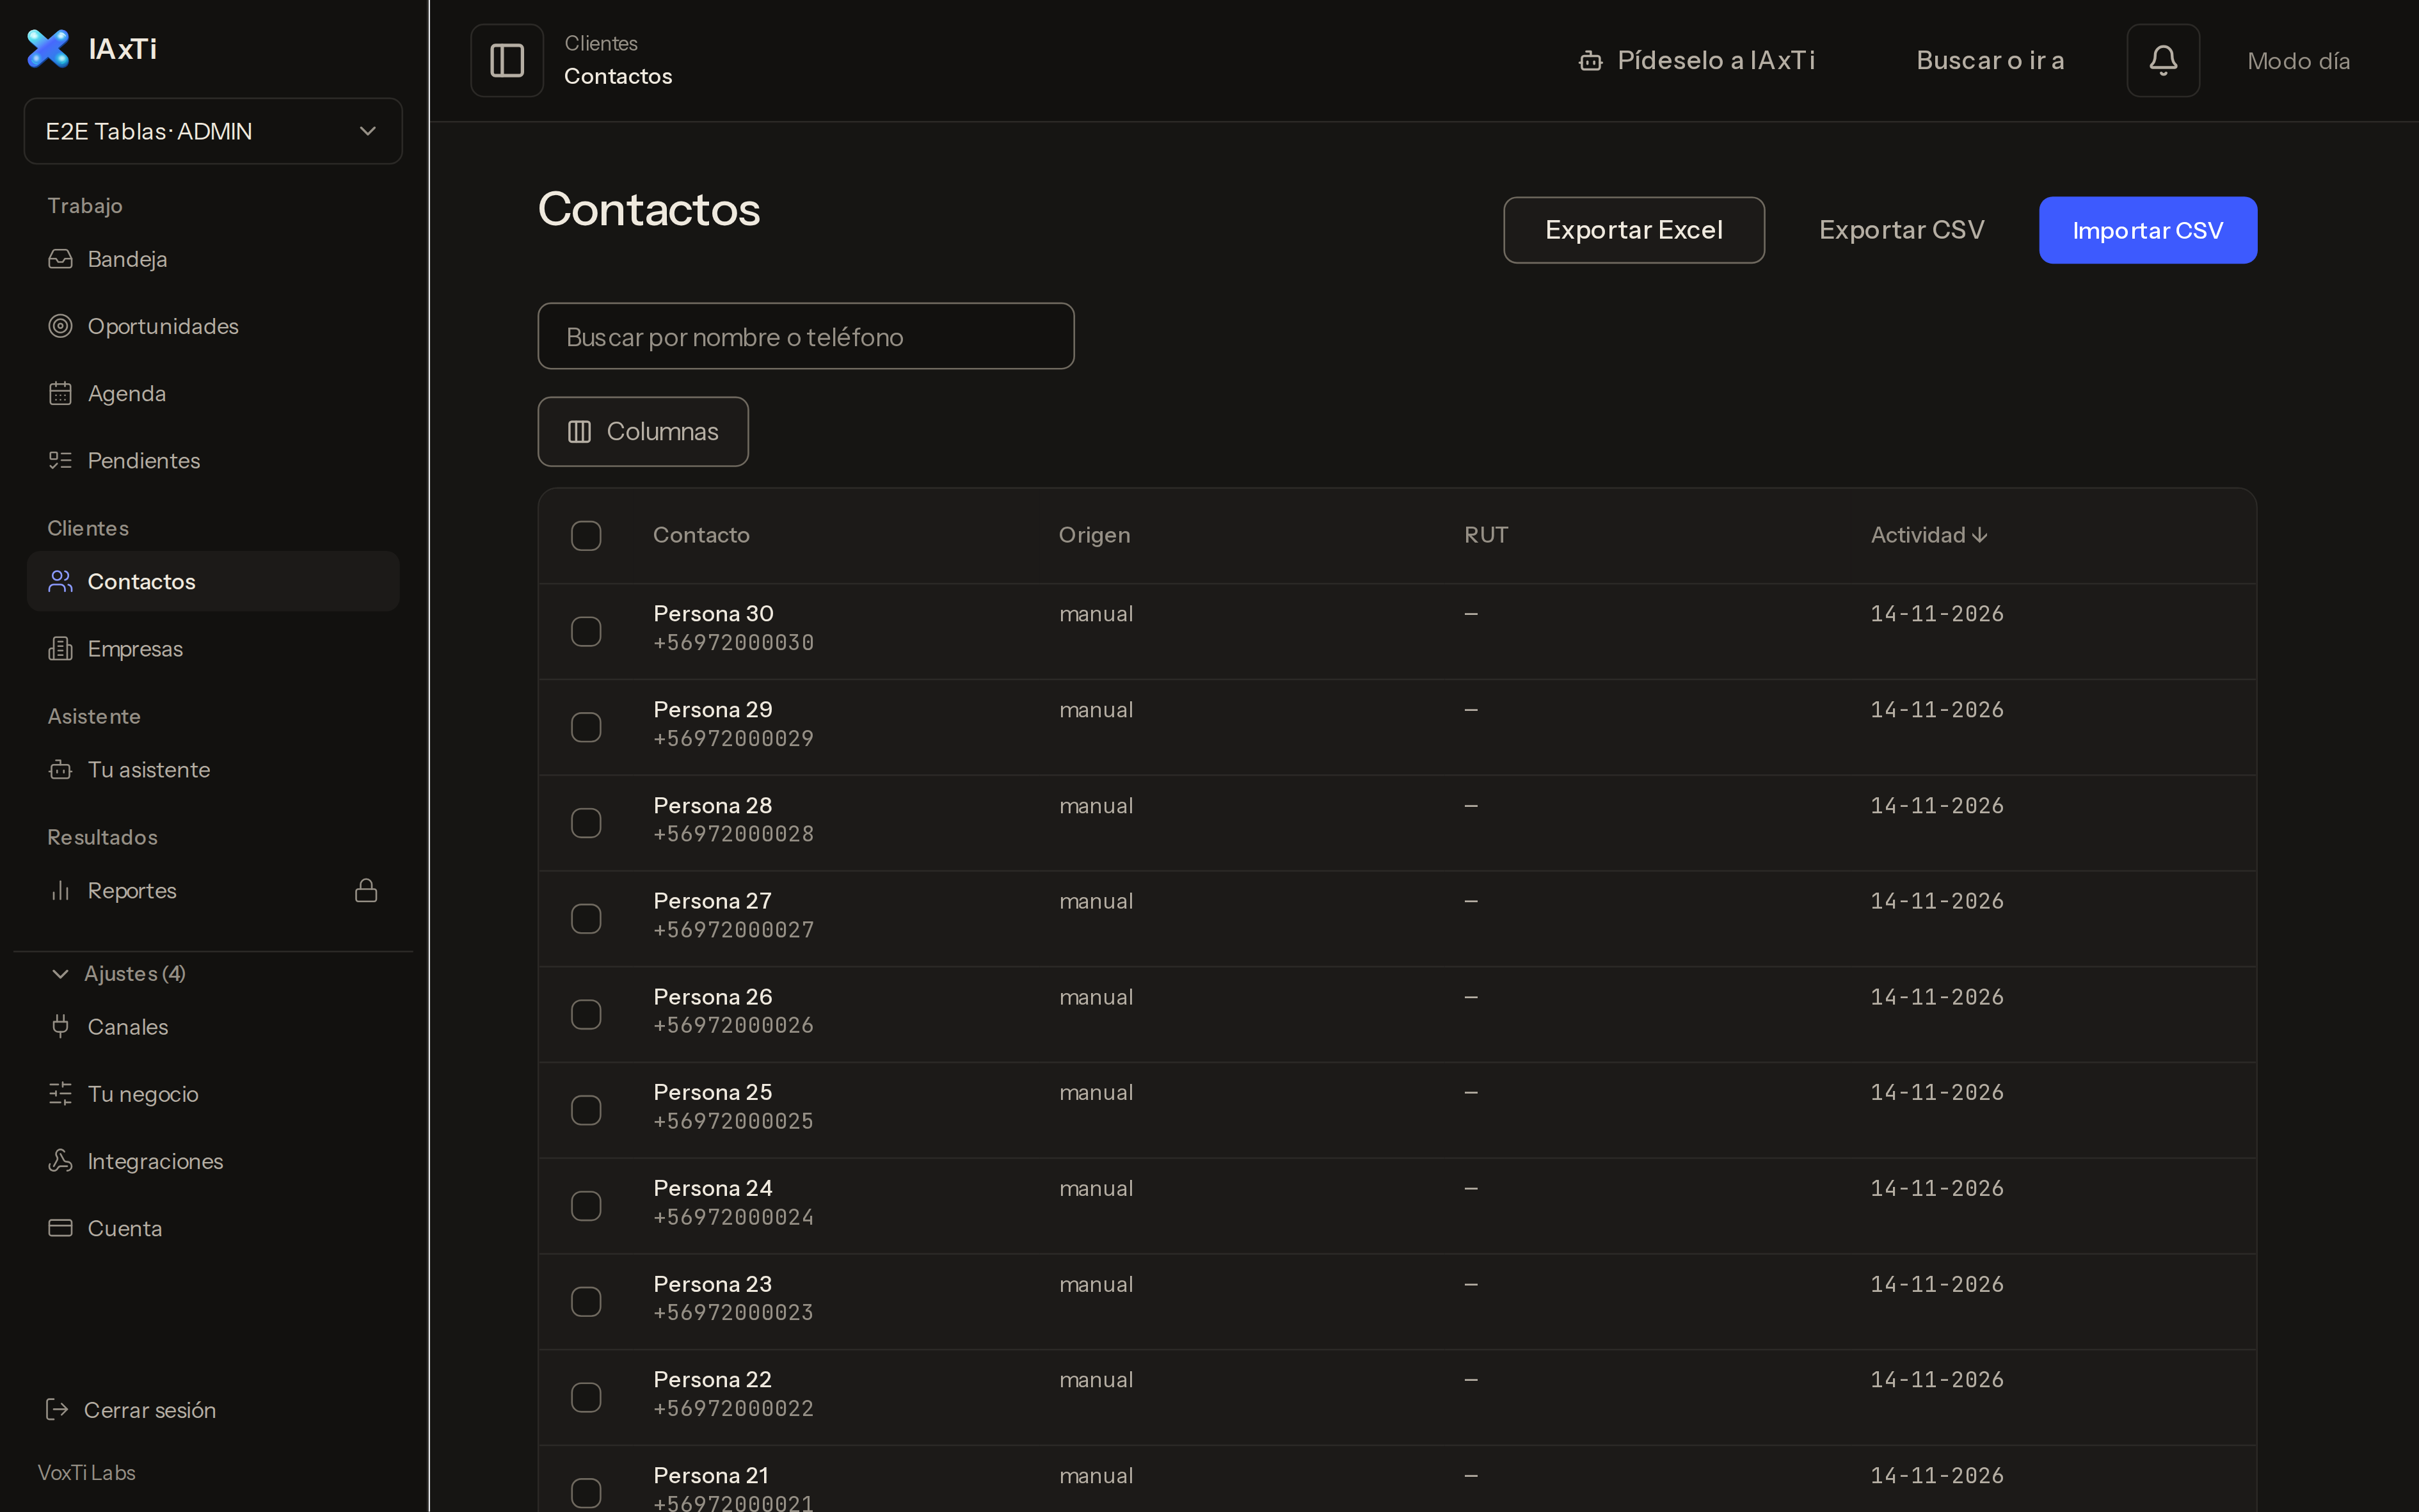 IAxTi
E2E Tablas · ADMIN
Trabajo
Bandeja
Oportunidades
Agenda
Pendientes
Clientes
Contactos
Empresas
Asistente
Tu asistente
Resultados
Reportes
Ajustes (4)
Canales
Tu negocio
Integraciones
Cuenta
Cerrar sesión
VoxTi Labs
Clientes
Contactos
Pídeselo a IAxTi
Buscar o ir a
Modo día
Contactos
Exportar Excel
Exportar CSV
Importar CSV
Buscar por nombre o teléfono
Columnas
Contacto Origen RUT Actividad ↓
Persona 30 manual — 14-11-2026
+56972000030
Persona 29 manual — 14-11-2026
+56972000029
Persona 28 manual — 14-11-2026
+56972000028
Persona 27 manual — 14-11-2026
+56972000027
Persona 26 manual — 14-11-2026
+56972000026
Persona 25 manual — 14-11-2026
+56972000025
Persona 24 manual — 14-11-2026
+56972000024
Persona 23 manual — 14-11-2026
+56972000023
Persona 22 manual — 14-11-2026
+56972000022
Persona 21 manual — 14-11-2026
+56972000021